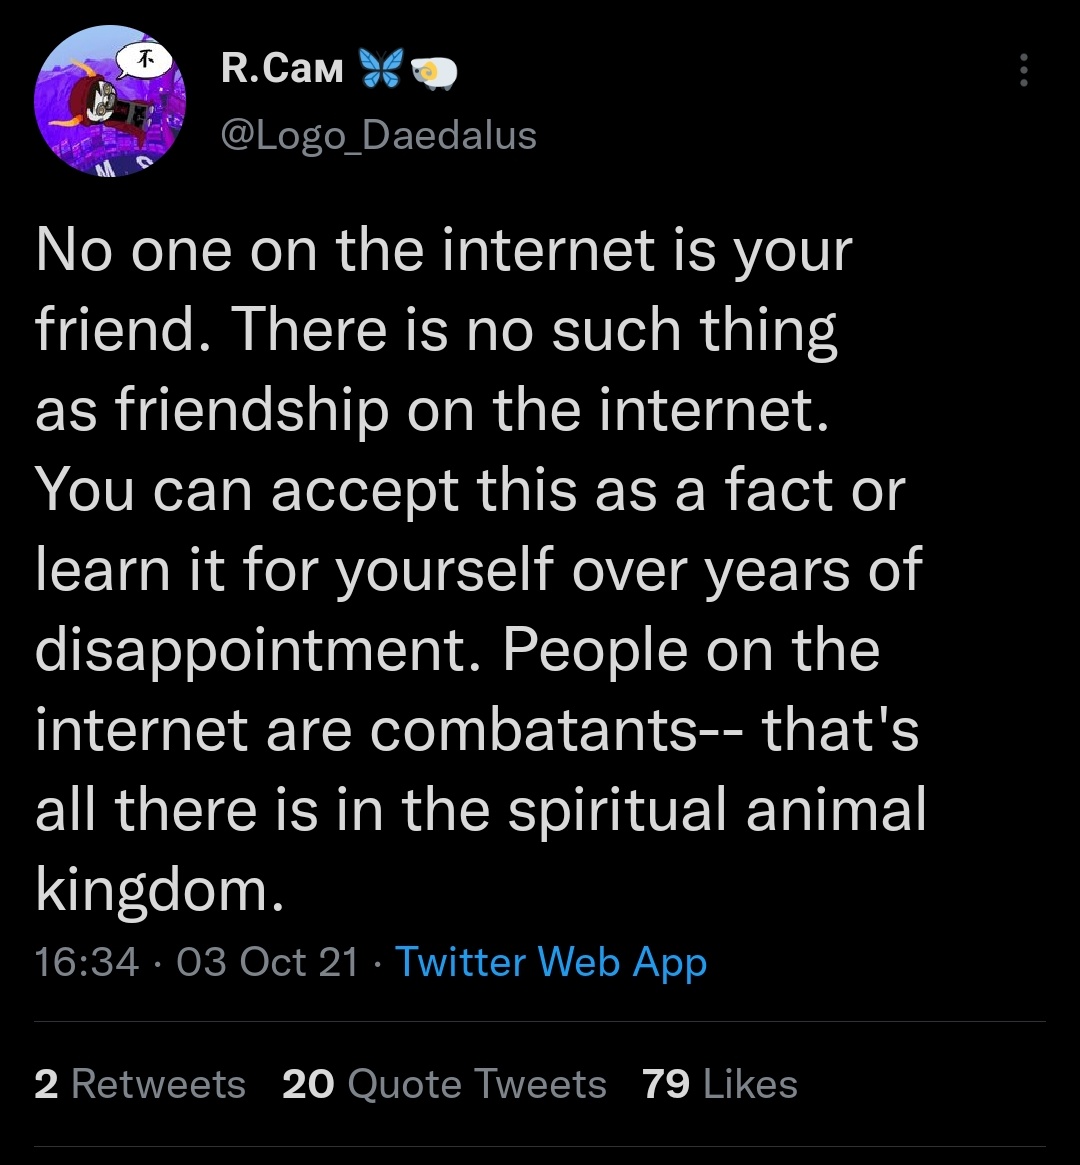 不
M S
R.Cам 🦋🐏
@Logo_Daedalus
No one on the internet is your
friend. There is no such thing
as friendship on the internet.
You can accept this as a fact or
learn it for yourself over years of
disappointment. People on the
internet are combatants-- that's
all there is in the spiritual animal
kingdom.
16:34 · 03 Oct 21 · Twitter Web App
2 Retweets 20 Quote Tweets 79 Likes